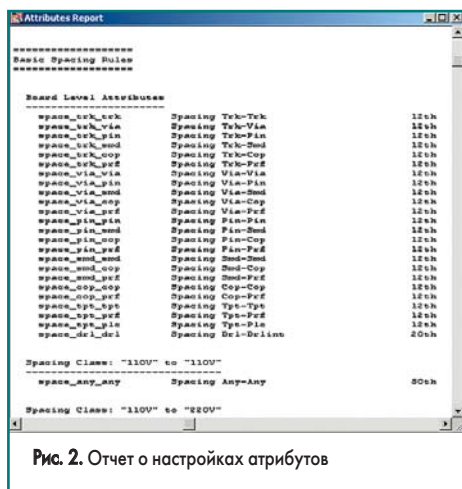 Attributes Report
===================
Basic Spacing Rules
===================
Board Level Attributes
----------------------
space_trk_trk Spacing Trk-Trk 12th
space_trk_via Spacing Trk-Via 12th
space_trk_pin Spacing Trk-Pin 12th
space_trk_smd Spacing Trk-Smd 12th
space_trk_cop Spacing Trk-Cop 12th
space_trk_prf Spacing Trk-Prf 12th
space_via_via Spacing Via-Via 12th
space_via_pin Spacing Via-Pin 12th
space_via_smd Spacing Via-Smd 12th
space_via_cop Spacing Via-Cop 12th
space_via_prf Spacing Via-Prf 12th
space_pin_pin Spacing Pin-Pin 12th
space_pin_smd Spacing Pin-Smd 12th
space_pin_cop Spacing Pin-Cop 12th
space_pin_prf Spacing Pin-Prf 12th
space_smd_smd Spacing Smd-Smd 12th
space_smd_cop Spacing Smd-Cop 12th
space_smd_prf Spacing Smd-Prf 12th
space_cop_cop Spacing Cop-Cop 12th
space_cop_prf Spacing Cop-Prf 12th
space_tpt_tpt Spacing Tpt-Tpt 12th
space_tpt_prf Spacing Tpt-Prf 12th
space_tpt_pls Spacing Tpt-Pls 12th
space_drl_drl Spacing Drl-Drlint 20th
Spacing Class: "110V" to "110V"
-------------------------------
space_any_any Spacing Any-Any 80th
Spacing Class: "110V" to "220V"
Рис. 2. Отчет о настройках атрибутов